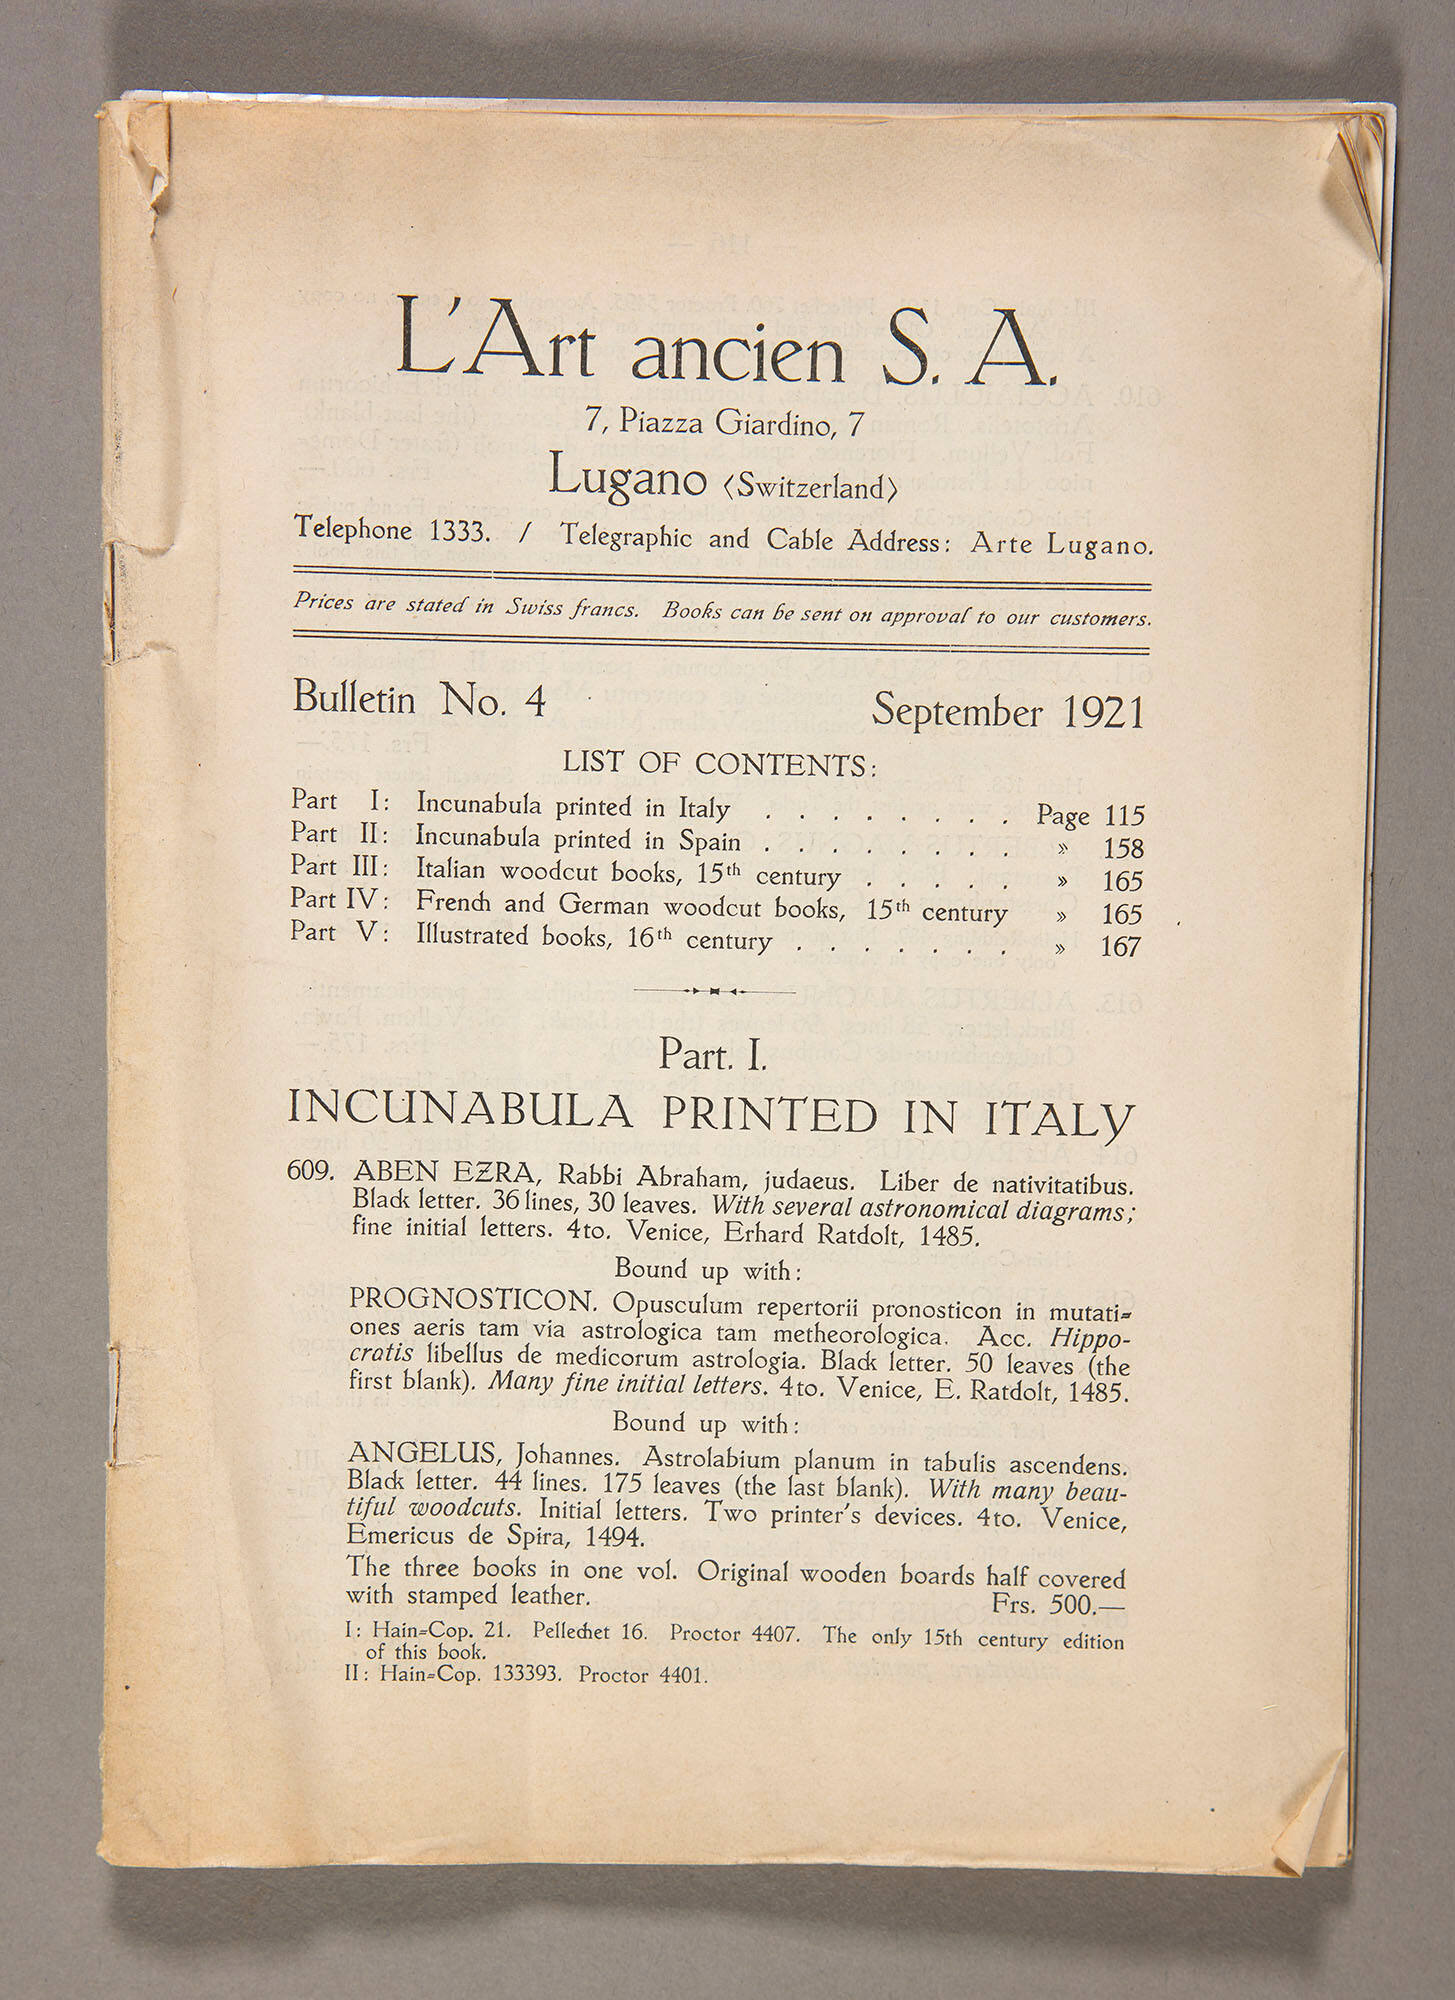 L'Art ancien S. A.
7, Piazza Giardino, 7
Lugano (Switzerland)
Telephone 1333. / Telegraphic and Cable Address: Arte Lugano.
Prices are stated in Swiss francs. Books can be sent on approval to our customers.
Bulletin No. 4 September 1921
LIST OF CONTENTS:
Part I: Incunabula printed in Italy . . . . . . . . Page 115
Part II: Incunabula printed in Spain . . . . . . . . » 158
Part III: Italian woodcut books, 15th century . . . . . » 165
Part IV: French and German woodcut books, 15th century » 165
Part V: Illustrated books, 16th century . . . . . . . » 167
Part. I.
INCUNABULA PRINTED IN ITALY
609. ABEN EZRA, Rabbi Abraham, judaeus. Liber de nativitatibus.
Black letter. 36 lines, 30 leaves. With several astronomical diagrams;
fine initial letters. 4to. Venice, Erhard Ratdolt, 1485.
Bound up with:
PROGNOSTICON. Opusculum repertorii pronosticon in mutati=
ones aeris tam via astrologica tam metheorologica. Acc. Hippo-
cratis libellus de medicorum astrologia. Black letter. 50 leaves (the
first blank). Many fine initial letters. 4to. Venice, E. Ratdolt, 1485.
Bound up with:
ANGELUS, Johannes. Astrolabium planum in tabulis ascendens.
Black letter. 44 lines. 175 leaves (the last blank). With many beau-
tiful woodcuts. Initial letters. Two printer's devices. 4to. Venice,
Emericus de Spira, 1494.
The three books in one vol. Original wooden boards half covered
with stamped leather. Frs. 500.—
I: Hain=Cop. 21. Pellechet 16. Proctor 4407. The only 15th century edition
of this book.
II: Hain=Cop. 133393. Proctor 4401.